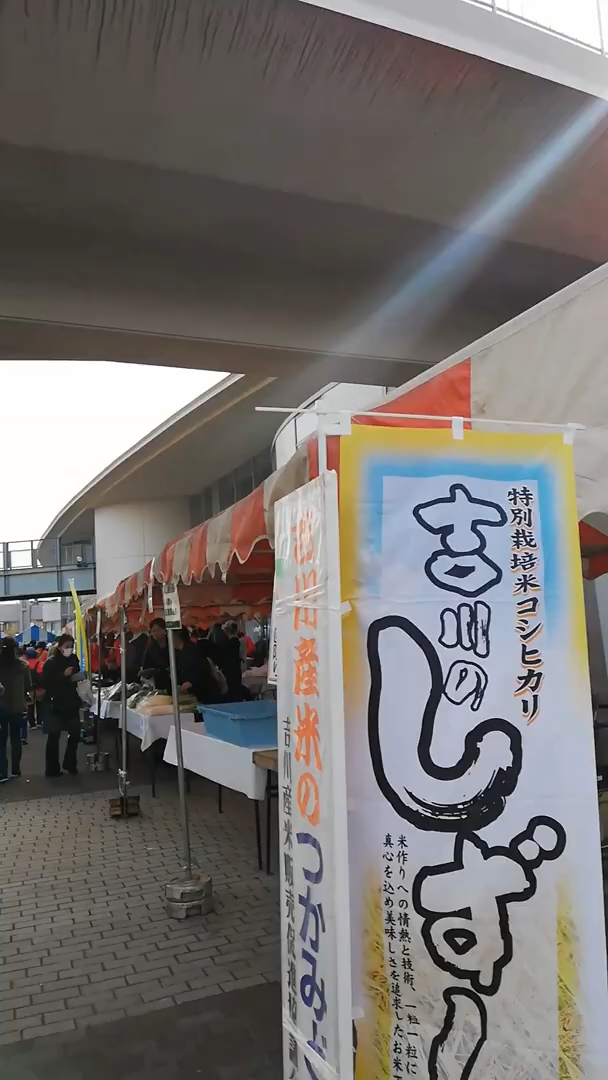 特別栽培米コシヒカリ
吉川の
しずく
米作りへの情熱と技術、一粒一粒に
真心を込め美味しさを追求したお米
吉川産米の
つかみ
吉川産米販売促進協議